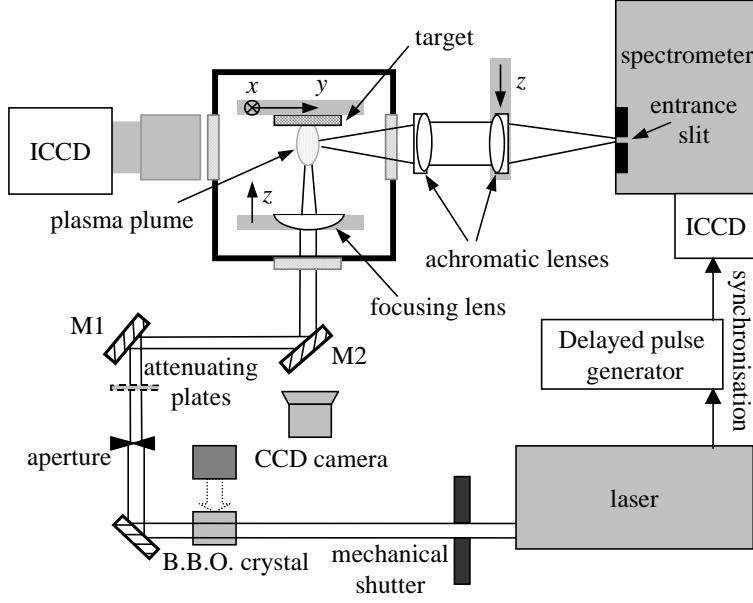 target
spectrometer
x
y
z
entrance
slit
ICCD
plasma plume
z
achromatic lenses
ICCD
focusing lens
synchronisation
M1
M2
Delayed pulse
generator
attenuating
plates
aperture
CCD camera
laser
B.B.O. crystal
mechanical
shutter